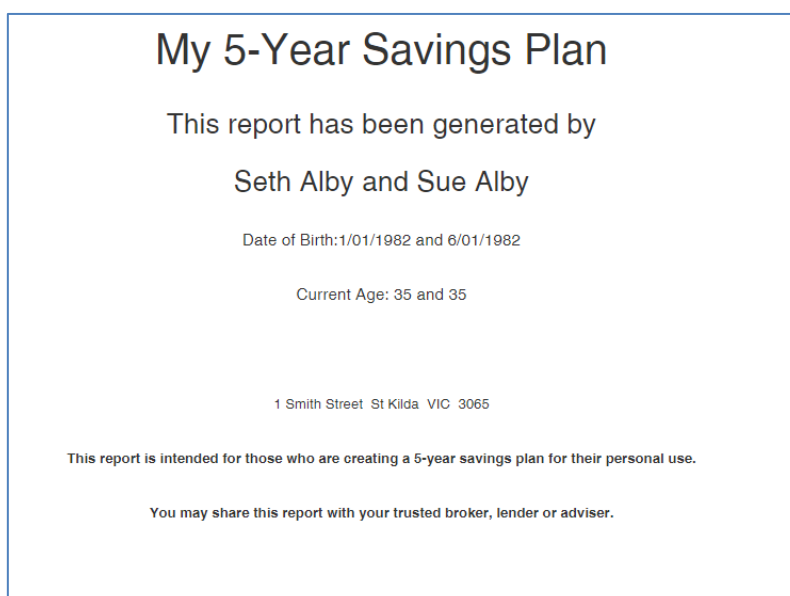 My 5-Year Savings Plan
This report has been generated by
Seth Alby and Sue Alby
Date of Birth:1/01/1982 and 6/01/1982
Current Age: 35 and 35
1 Smith Street  St Kilda  VIC  3065
This report is intended for those who are creating a 5-year savings plan for their personal use.
You may share this report with your trusted broker, lender or adviser.